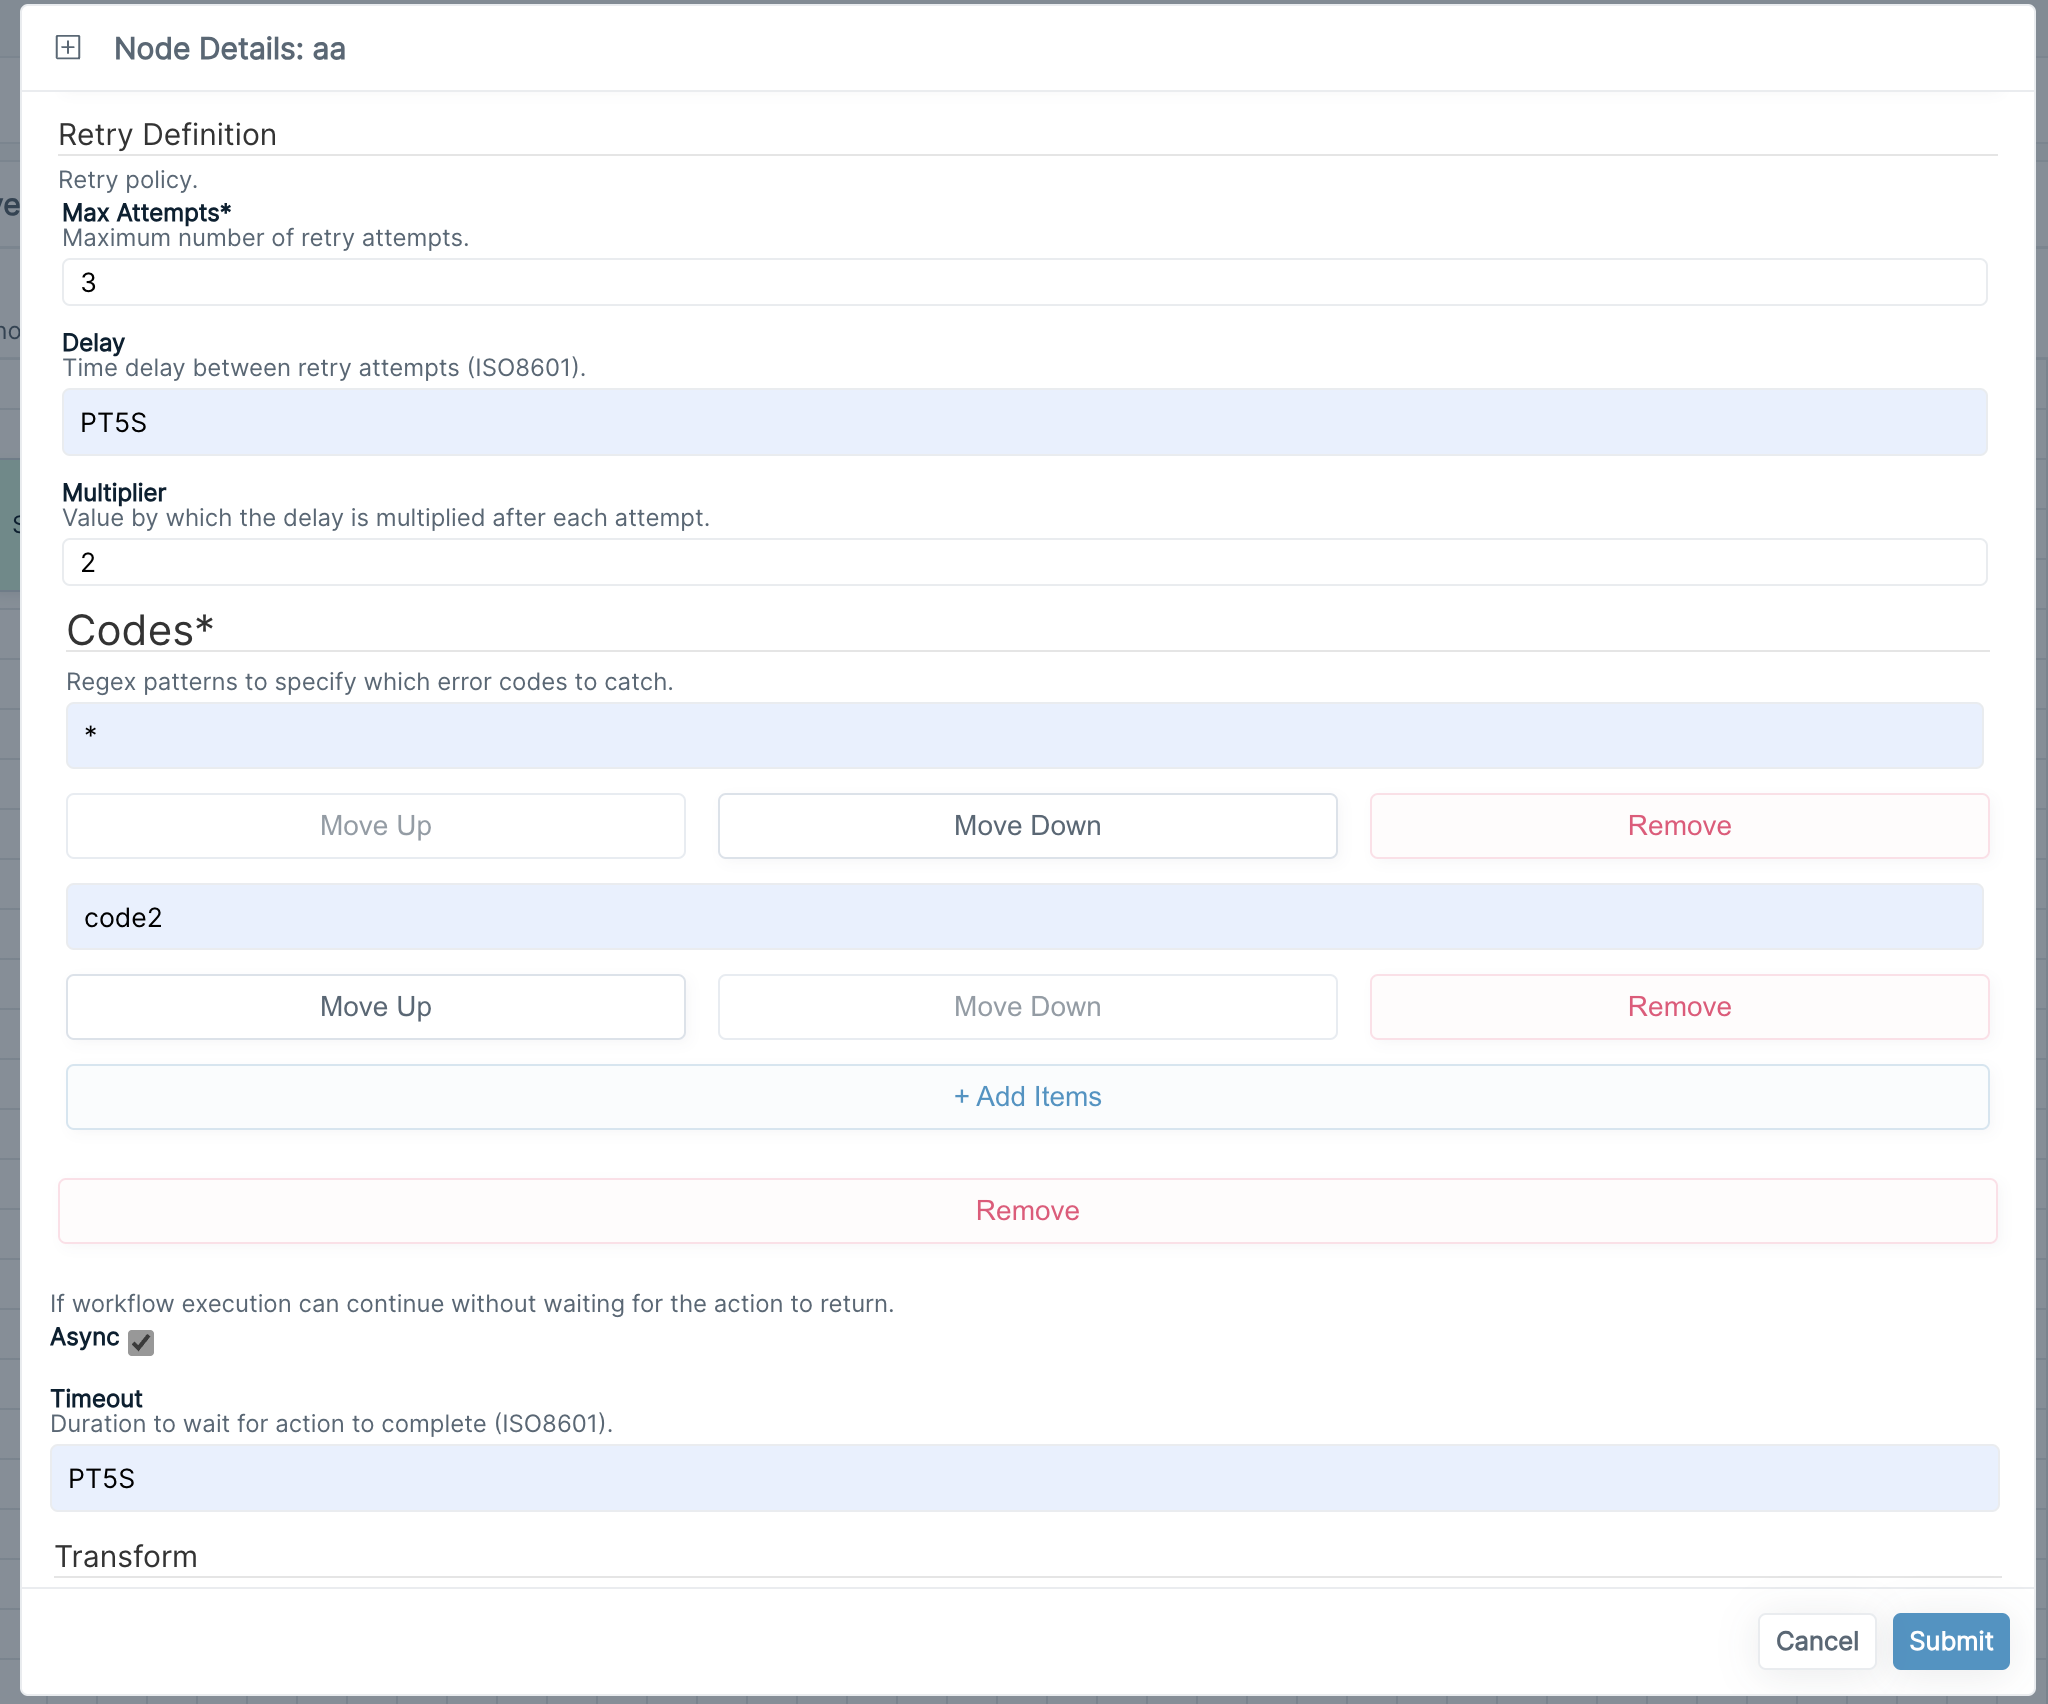 Node Details: aa
Retry Definition
Retry policy.
Max Attempts*
Maximum number of retry attempts.
3
Delay
Time delay between retry attempts (ISO8601).
PT5S
Multiplier
Value by which the delay is multiplied after each attempt.
2
Codes*
Regex patterns to specify which error codes to catch.
*
Move Up Move Down Remove
code2
Move Up Move Down Remove
+ Add Items
Remove
If workflow execution can continue without waiting for the action to return.
Async
Timeout
Duration to wait for action to complete (ISO8601).
PT5S
Transform
Cancel Submit